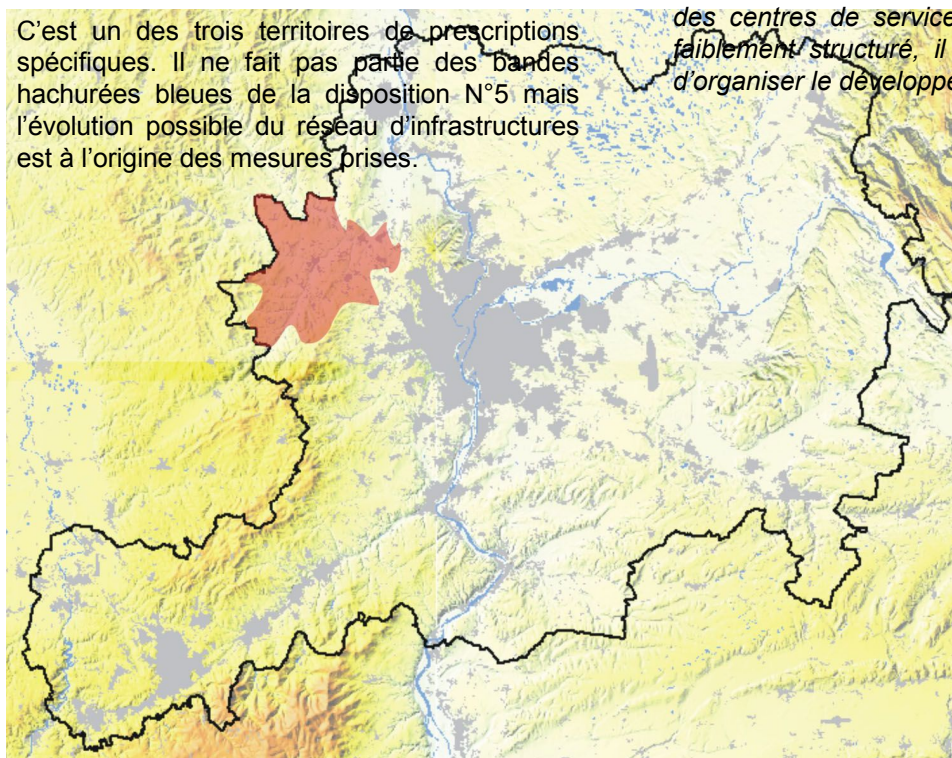 C'est un des trois territoires de prescriptions
spécifiques. Il ne fait pas partie des bandes
hachurées bleues de la disposition N°5 mais
l'évolution possible du réseau d'infrastructures
est à l'origine des mesures prises.
des centres de service
faiblement structuré, il
d'organiser le développe